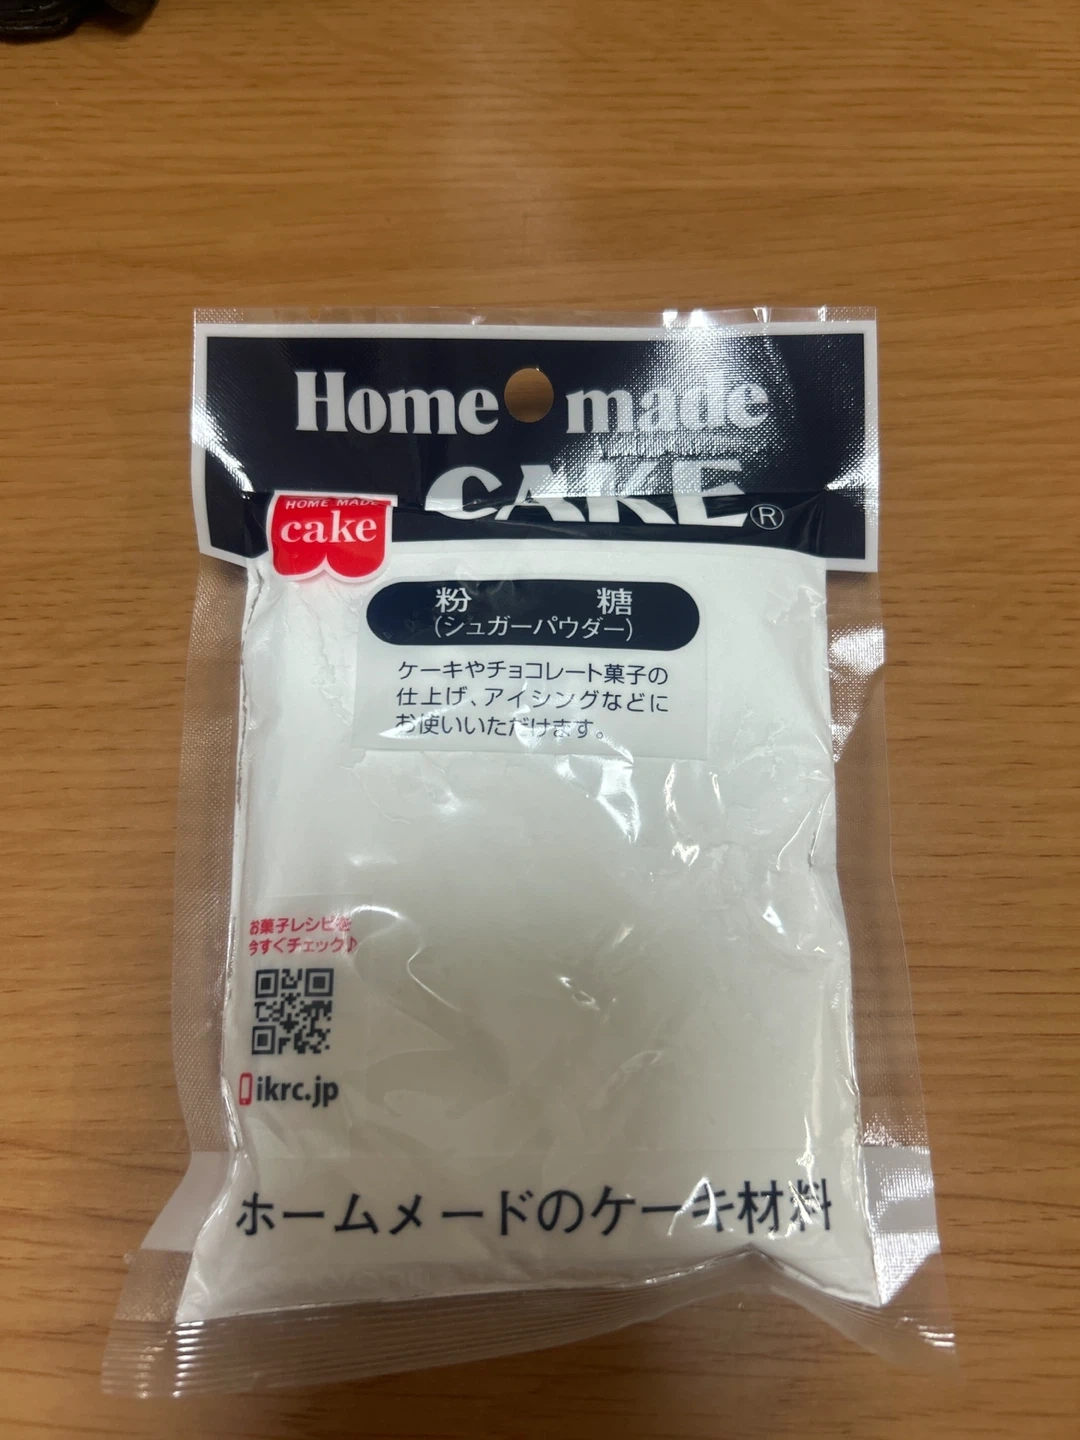 Home made
CAKE®
HOME MADE
cake
粉糖
(シュガーパウダー)
ケーキやチョコレート菓子の
仕上げ、アイシングなどに
お使いいただけます。
お菓子レシピを
今すぐチェック♪
ikrc.jp
ホームメードのケーキ材料